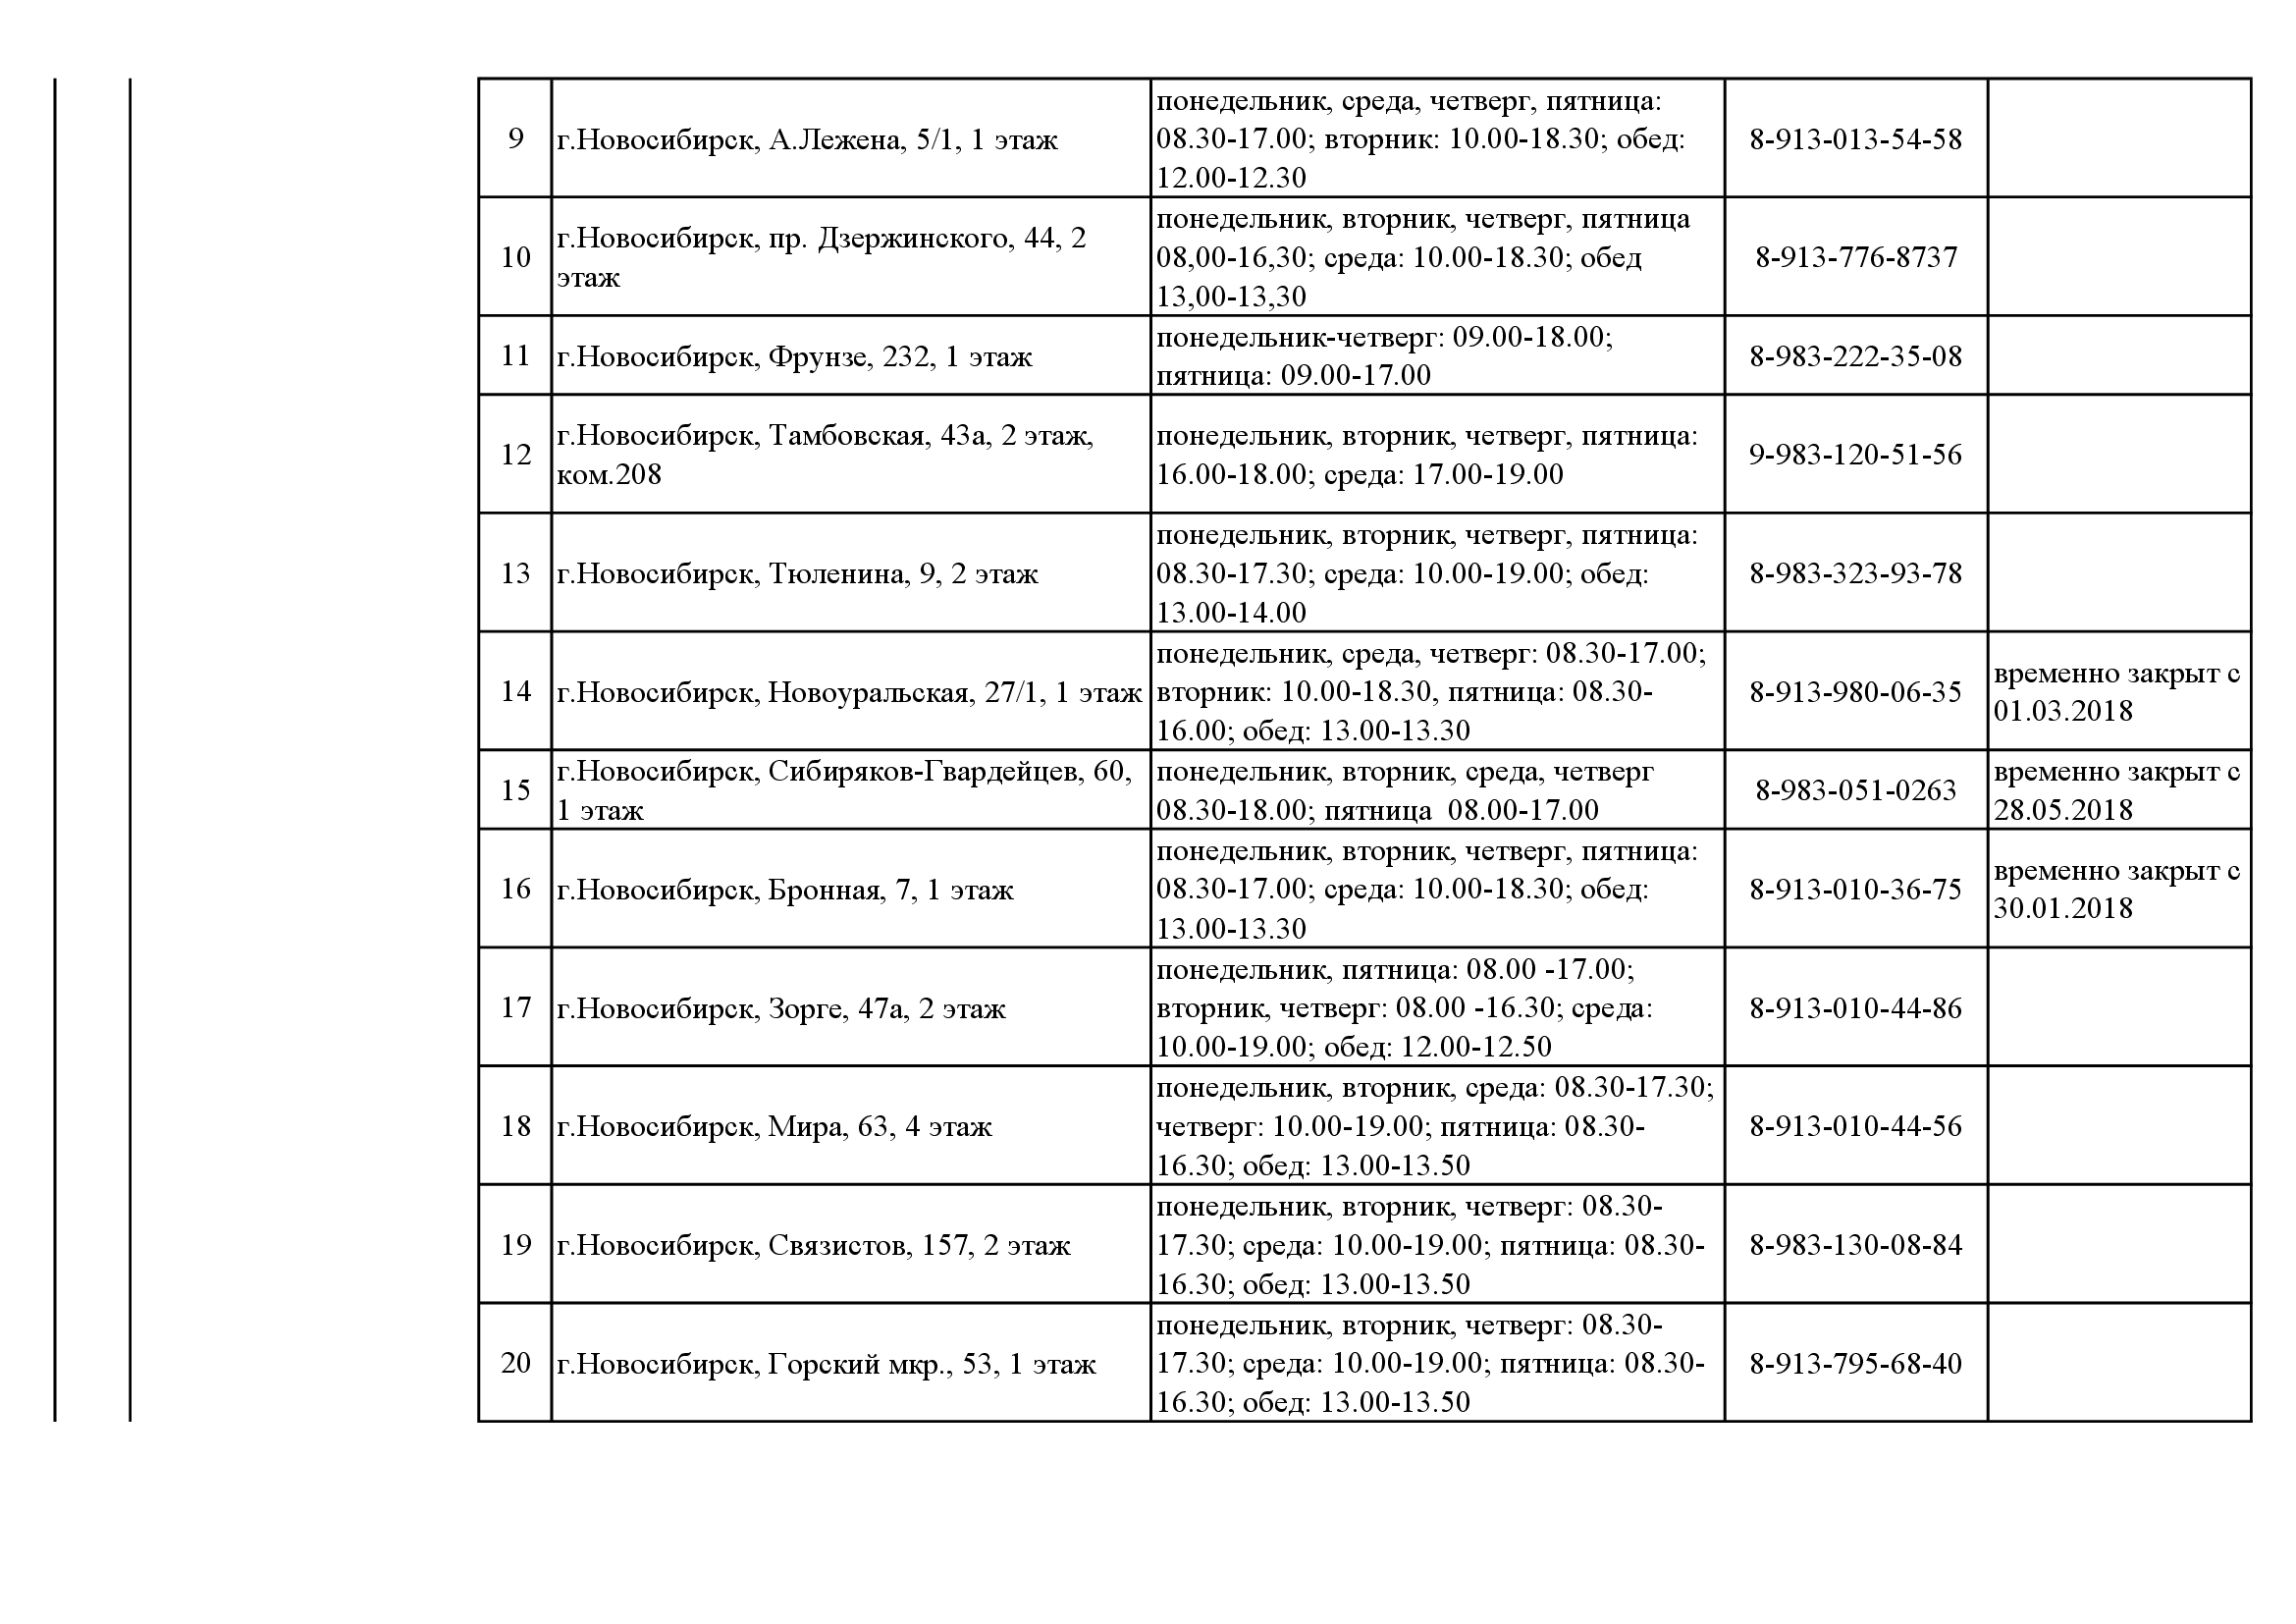 9
г.Новосибирск, А.Лежена, 5/1, 1 этаж
понедельник, среда, четверг, пятница:
08.30-17.00; вторник: 10.00-18.30; обед:
12.00-12.30
8-913-013-54-58
10
г.Новосибирск, пр. Дзержинского, 44, 2
этаж
понедельник, вторник, четверг, пятница
08,00-16,30; среда: 10.00-18.30; обед
13,00-13,30
8-913-776-8737
11
г.Новосибирск, Фрунзе, 232, 1 этаж
понедельник-четверг: 09.00-18.00;
пятница: 09.00-17.00
8-983-222-35-08
12
г.Новосибирск, Тамбовская, 43а, 2 этаж,
ком.208
понедельник, вторник, четверг, пятница:
16.00-18.00; среда: 17.00-19.00
9-983-120-51-56
13
г.Новосибирск, Тюленина, 9, 2 этаж
понедельник, вторник, четверг, пятница:
08.30-17.30; среда: 10.00-19.00; обед:
13.00-14.00
8-983-323-93-78
14
г.Новосибирск, Новоуральская, 27/1, 1 этаж
понедельник, среда, четверг: 08.30-17.00;
вторник: 10.00-18.30, пятница: 08.30-
16.00; обед: 13.00-13.30
8-913-980-06-35
временно закрыт с
01.03.2018
15
г.Новосибирск, Сибиряков-Гвардейцев, 60,
1 этаж
понедельник, вторник, среда, четверг
08.30-18.00; пятница  08.00-17.00
8-983-051-0263
временно закрыт с
28.05.2018
16
г.Новосибирск, Бронная, 7, 1 этаж
понедельник, вторник, четверг, пятница:
08.30-17.00; среда: 10.00-18.30; обед:
13.00-13.30
8-913-010-36-75
временно закрыт с
30.01.2018
17
г.Новосибирск, Зорге, 47а, 2 этаж
понедельник, пятница: 08.00 -17.00;
вторник, четверг: 08.00 -16.30; среда:
10.00-19.00; обед: 12.00-12.50
8-913-010-44-86
18
г.Новосибирск, Мира, 63, 4 этаж
понедельник, вторник, среда: 08.30-17.30;
четверг: 10.00-19.00; пятница: 08.30-
16.30; обед: 13.00-13.50
8-913-010-44-56
19
г.Новосибирск, Связистов, 157, 2 этаж
понедельник, вторник, четверг: 08.30-
17.30; среда: 10.00-19.00; пятница: 08.30-
16.30; обед: 13.00-13.50
8-983-130-08-84
20
г.Новосибирск, Горский мкр., 53, 1 этаж
понедельник, вторник, четверг: 08.30-
17.30; среда: 10.00-19.00; пятница: 08.30-
16.30; обед: 13.00-13.50
8-913-795-68-40